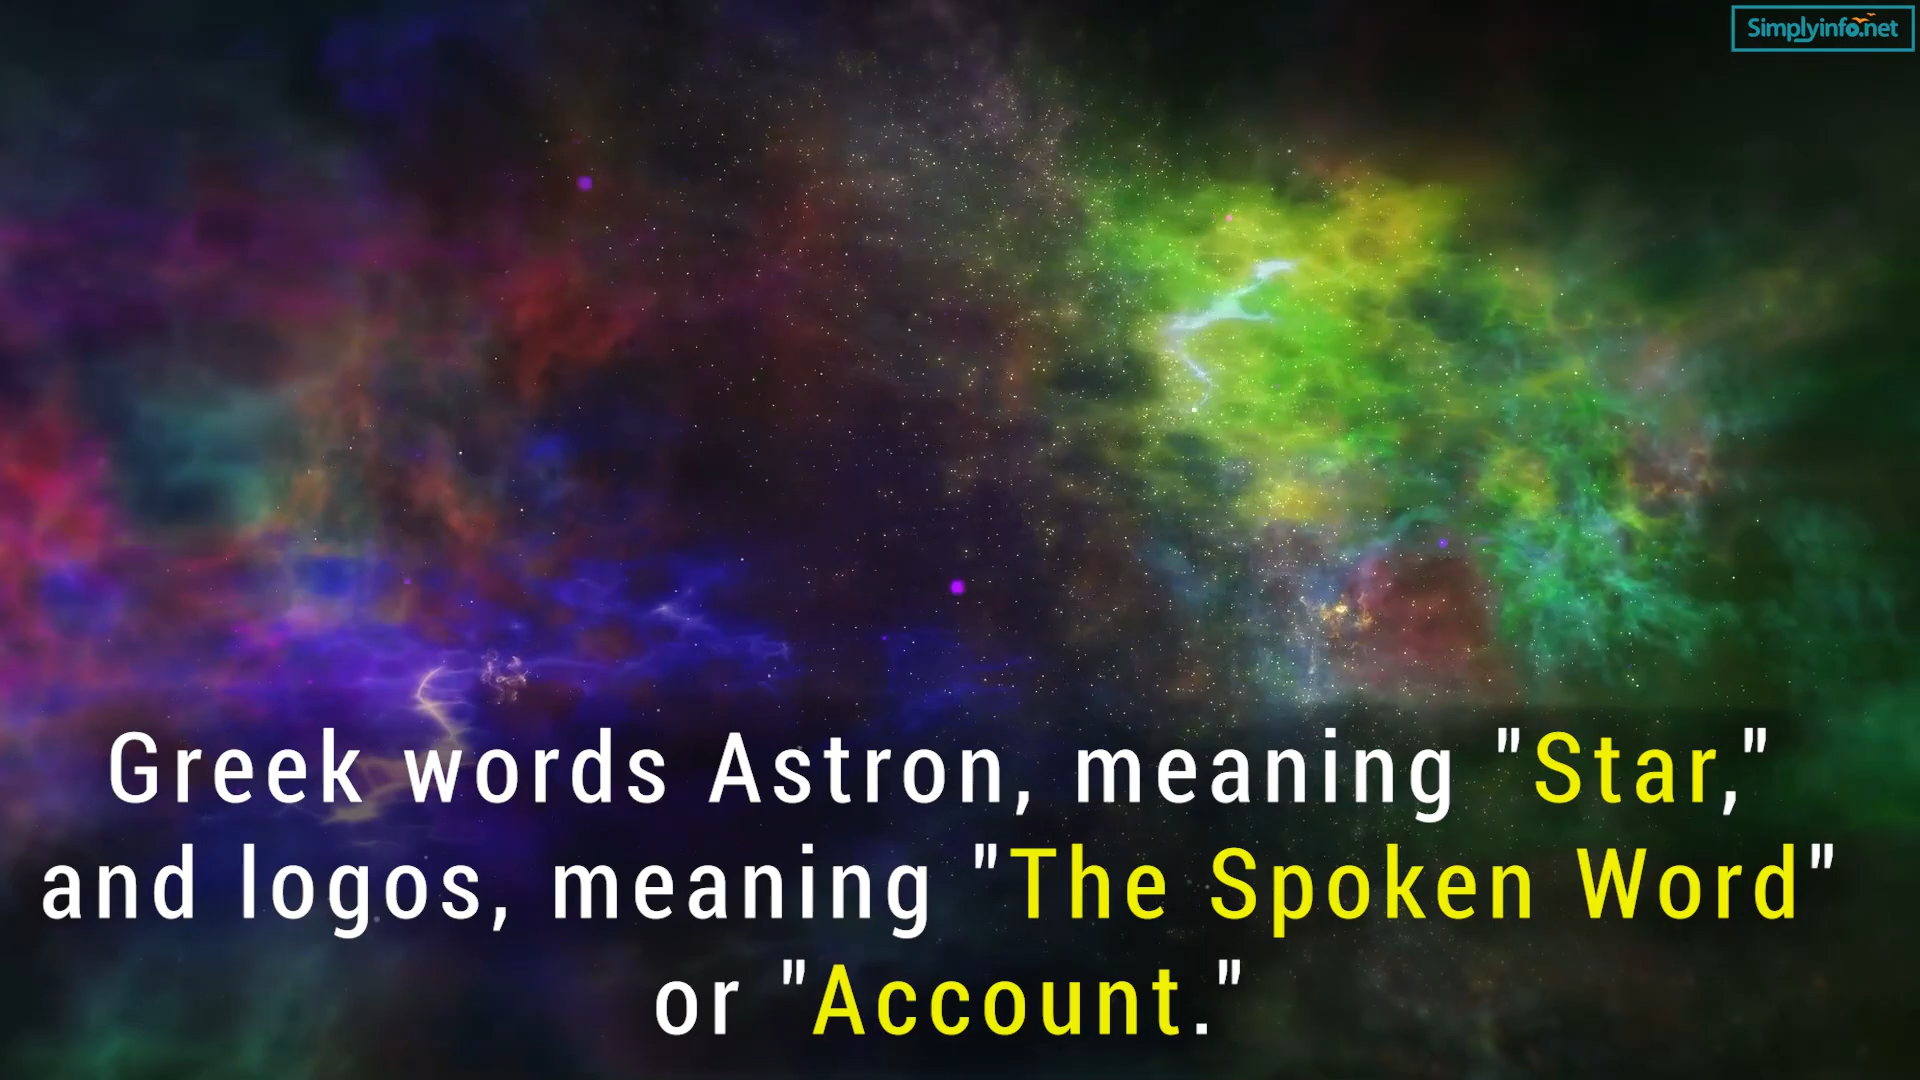 Simplyinfo.net
Greek words Astron, meaning "Star,"
and logos, meaning "The Spoken Word"
or "Account."